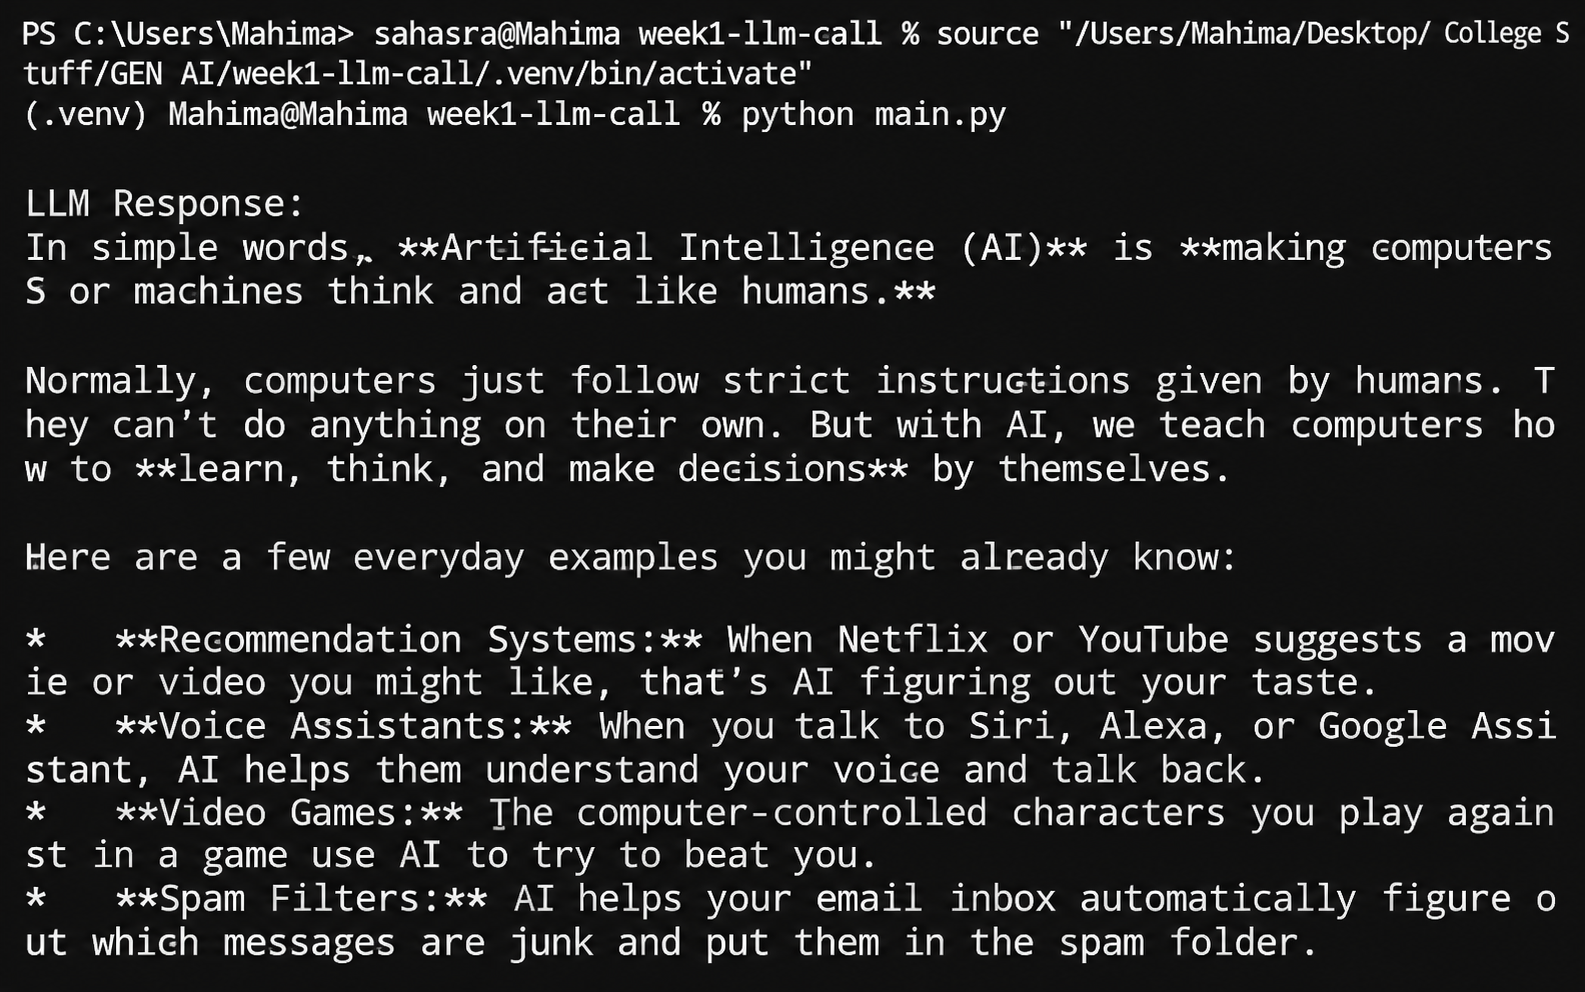 PS C:\Users\Mahima> sahasra@Mahima week1-llm-call % source "/Users/Mahima/Desktop/ College S
tuff/GEN AI/week1-llm-call/.venv/bin/activate"
(.venv) Mahima@Mahima week1-llm-call % python main.py
LLM Response:
In simple words, **Artificial Intelligence (AI)** is **making computers
S or machines think and act like humans.**
Normally, computers just follow strict instructions given by humans. T
hey can’t do anything on their own. But with AI, we teach computers ho
w to **learn, think, and make decisions** by themselves.
Here are a few everyday examples you might already know:
*   **Recommendation Systems:** When Netflix or YouTube suggests a mov
ie or video you might like, that’s AI figuring out your taste.
*   **Voice Assistants:** When you talk to Siri, Alexa, or Google Assi
stant, AI helps them understand your voice and talk back.
*   **Video Games:** The computer-controlled characters you play again
st in a game use AI to try to beat you.
*   **Spam Filters:** AI helps your email inbox automatically figure o
ut which messages are junk and put them in the spam folder.